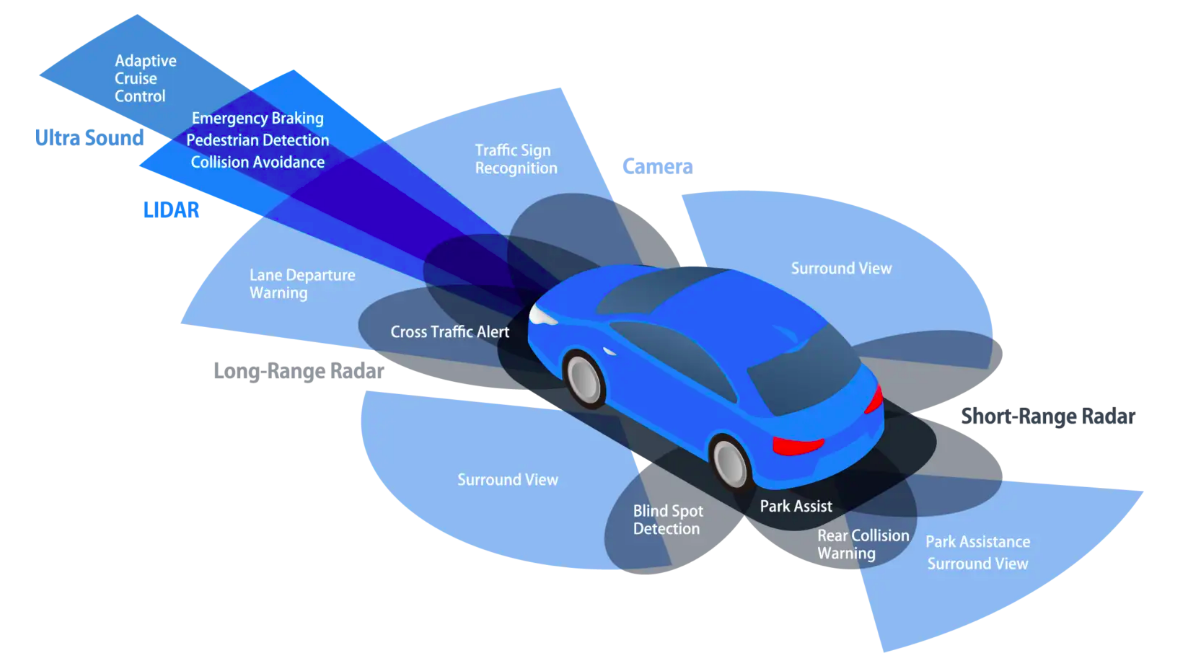 Adaptive
Cruise
Control
Ultra Sound
Emergency Braking
Pedestrian Detection
Collision Avoidance
LIDAR
Traffic Sign
Recognition
Camera
Surround View
Lane Departure
Warning
Cross Traffic Alert
Long-Range Radar
Short-Range Radar
Surround View
Blind Spot
Detection
Park Assist
Rear Collision
Warning
Park Assistance
Surround View